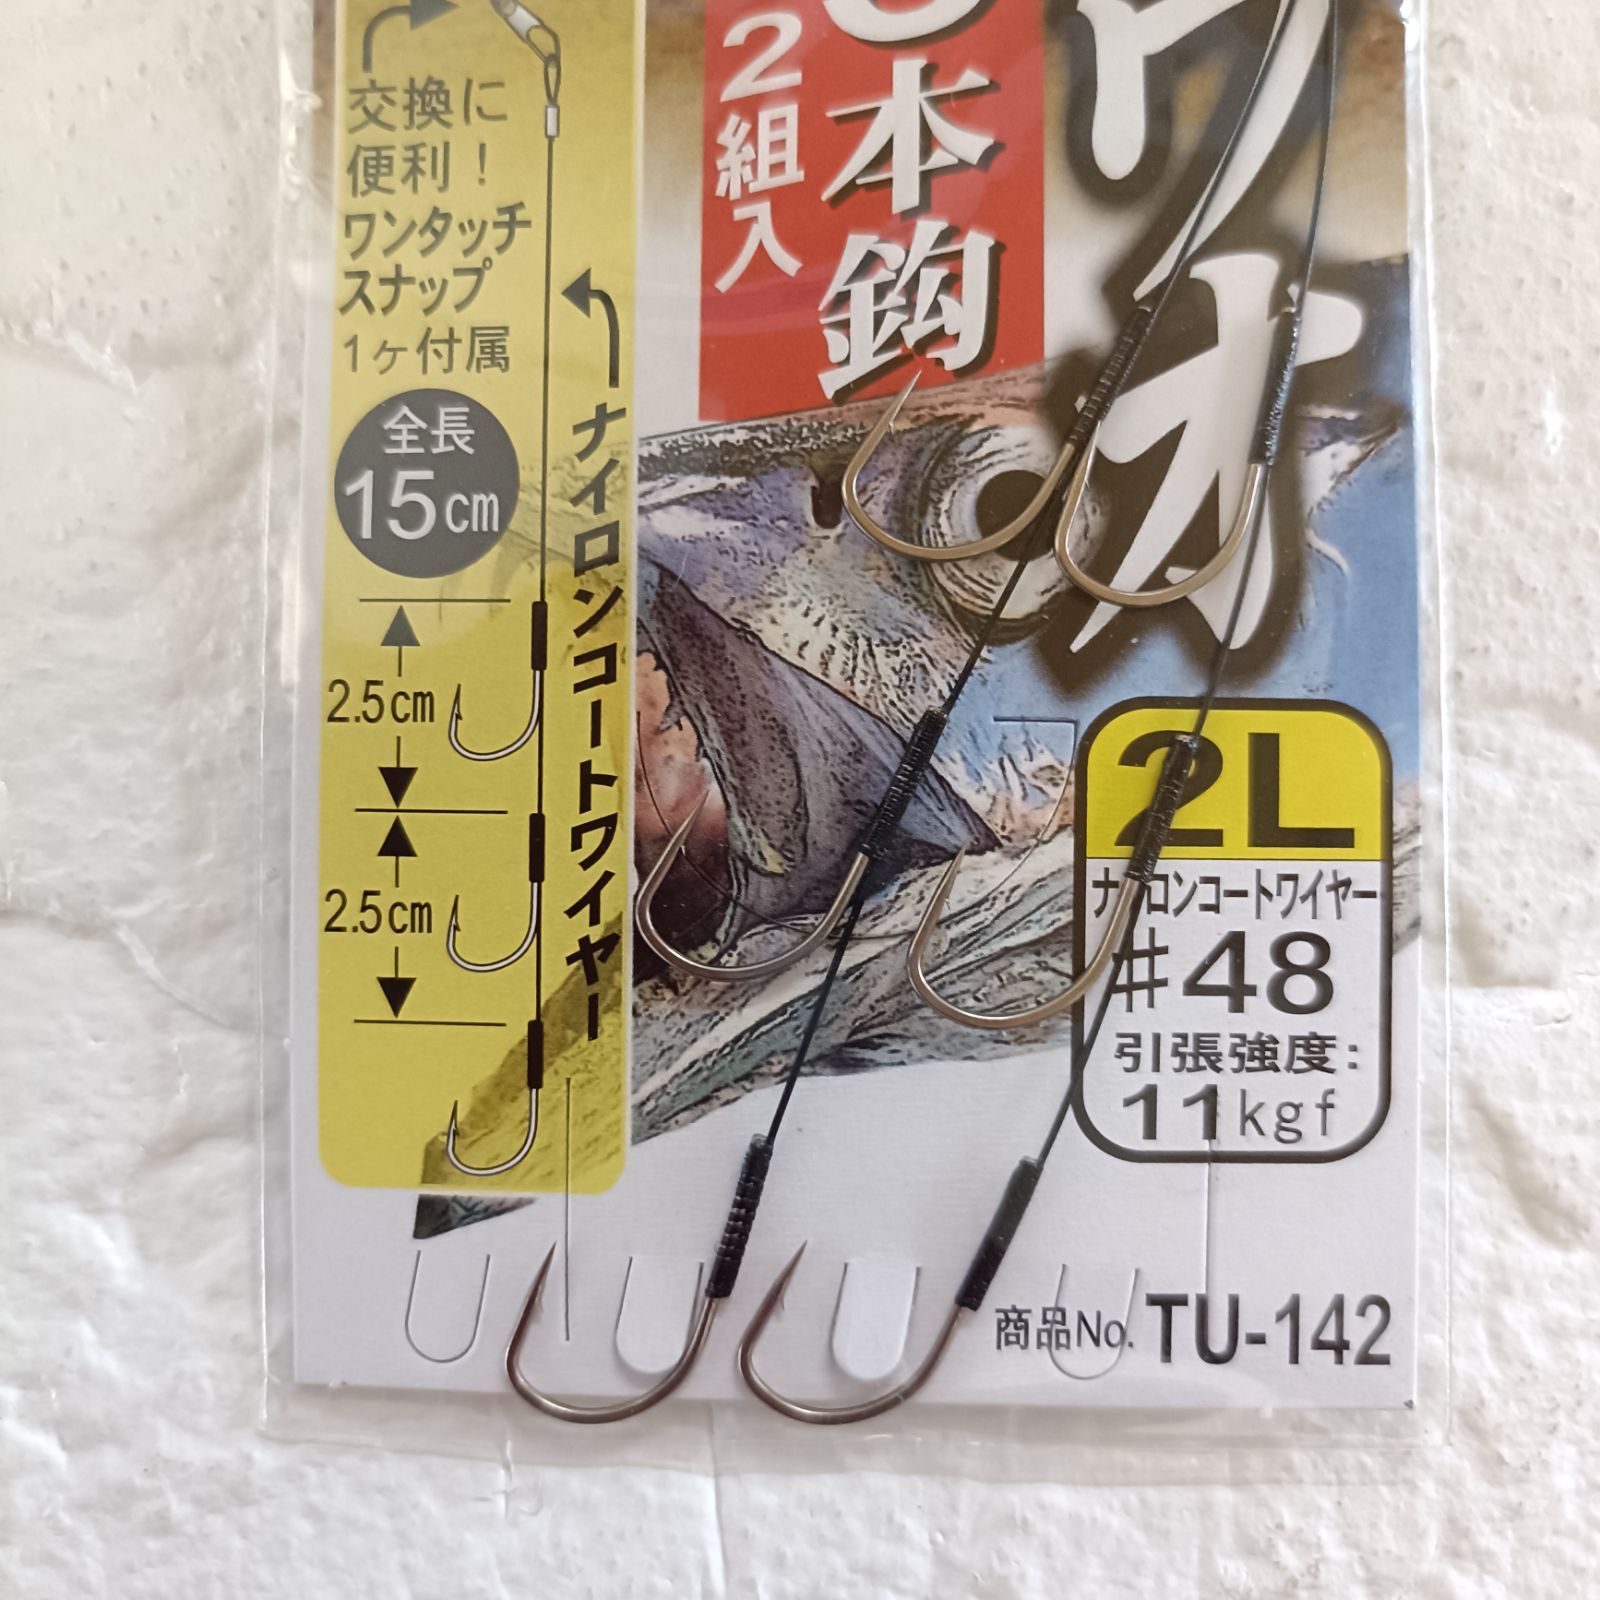 交換に
便利！
ワンタッチ
スナップ
1ヶ付属
全長
15cm
2.5cm
2.5cm
ナイロンコートワイヤー
2組入
本鈎
2L
ナイロンコートワイヤー
#48
引張強度:
11kgf
商品No. TU-142